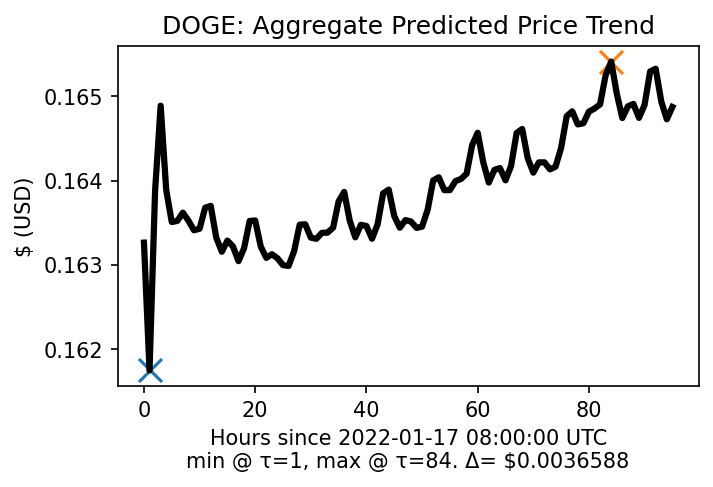 DOGE: Aggregate Predicted Price Trend
0.165
0.164
0.163
0.162
$ (USD)
0 20 40 60 80
Hours since 2022-01-17 08:00:00 UTC
min @ τ=1, max @ τ=84. Δ= $0.0036588